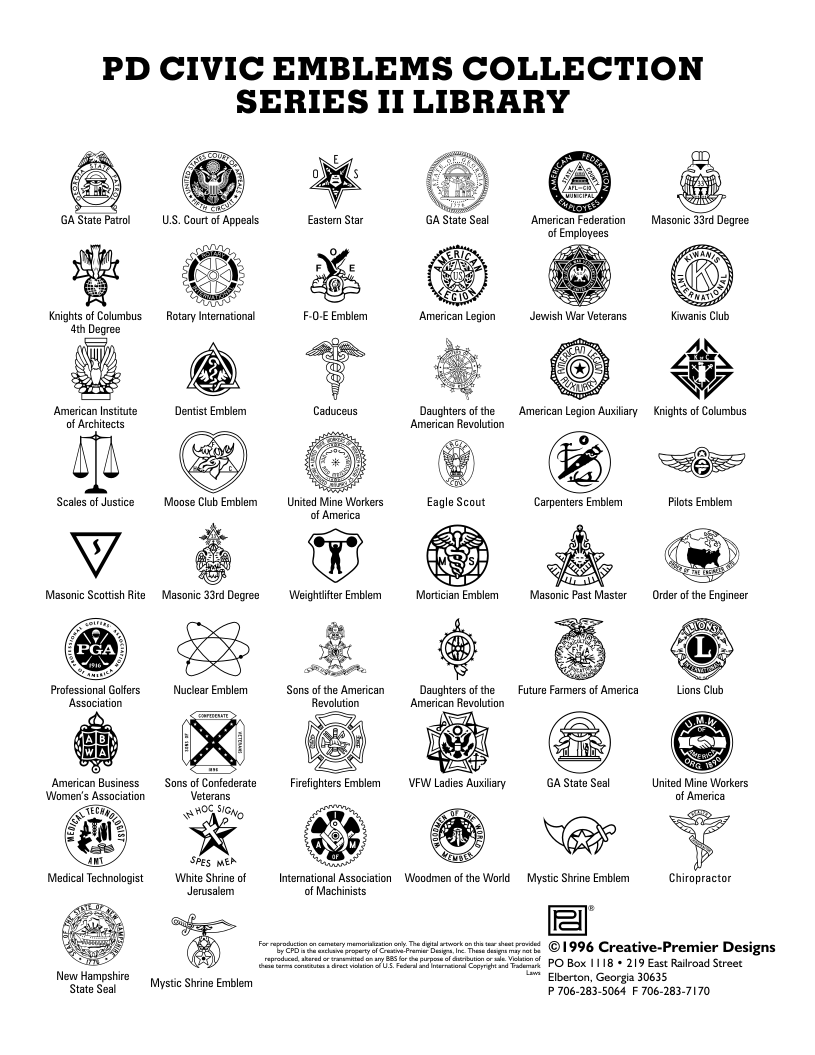 PD CIVIC EMBLEMS COLLECTION
SERIES II LIBRARY
GEORGIA STATE PATROL
UNITED STATES COURT OF APPEALS
FIFTH CIRCUIT
E
O S
STATE OF GEORGIA
1776
AMERICAN FEDERATION
STATE COUNTY
AFL-CIO
MUNICIPAL
EMPLOYEES
GA State Patrol
U.S. Court of Appeals
Eastern Star
GA State Seal
American Federation
of Employees
Masonic 33rd Degree
ROTARY
INTERNATIONAL
O
F E
AMERICAN
US
LEGION
KIWANIS
K
INTERNATIONAL
Knights of Columbus
4th Degree
Rotary International
F-O-E Emblem
American Legion
Jewish War Veterans
Kiwanis Club
AMERICAN LEGION
AUXILIARY
K of C
American Institute
of Architects
Dentist Emblem
Caduceus
Daughters of the
American Revolution
American Legion Auxiliary
Knights of Columbus
EAGLE
SCOUT
Scales of Justice
Moose Club Emblem
United Mine Workers
of America
Eagle Scout
Carpenters Emblem
Pilots Emblem
M S
ORDER OF THE ENGINEER
Masonic Scottish Rite
Masonic 33rd Degree
Weightlifter Emblem
Mortician Emblem
Masonic Past Master
Order of the Engineer
PROFESSIONAL GOLFERS ASSOCIATION
PGA
1916
OF AMERICA
LIONS
L
INTERNATIONAL
Professional Golfers
Association
Nuclear Emblem
Sons of the American
Revolution
Daughters of the
American Revolution
Future Farmers of America
Lions Club
A B
W A
CONFEDERATE
SONS OF
VETERANS
1896
U.M.W.
OF
AMERICA
ORG. 1890
American Business
Women's Association
Sons of Confederate
Veterans
Firefighters Emblem
VFW Ladies Auxiliary
GA State Seal
United Mine Workers
of America
MEDICAL TECHNOLOGIST
AMT
IN HOC SIGNO
SPES MEA
I
A M
OF
WOODMEN OF THE WORLD
MEMBER
HEALTH
Medical Technologist
White Shrine of
Jerusalem
International Association
of Machinists
Woodmen of the World
Mystic Shrine Emblem
Chiropractor
SEAL OF THE STATE OF NEW HAMPSHIRE
1776
New Hampshire
State Seal
Mystic Shrine Emblem
For reproduction on cemetery memorialization only. The digital artwork on this tear sheet provided
by CPD is the exclusive property of Creative-Premier Designs, Inc. These designs may not be
reproduced, altered or transmitted on any BBS for the purpose of distribution or sale. Violation of
these terms constitutes a direct violation of U.S. Federal and International Copyright and Trademark
Laws
®
©1996 Creative-Premier Designs
PO Box 1118 • 219 East Railroad Street
Elberton, Georgia 30635
P 706-283-5064 F 706-283-7170